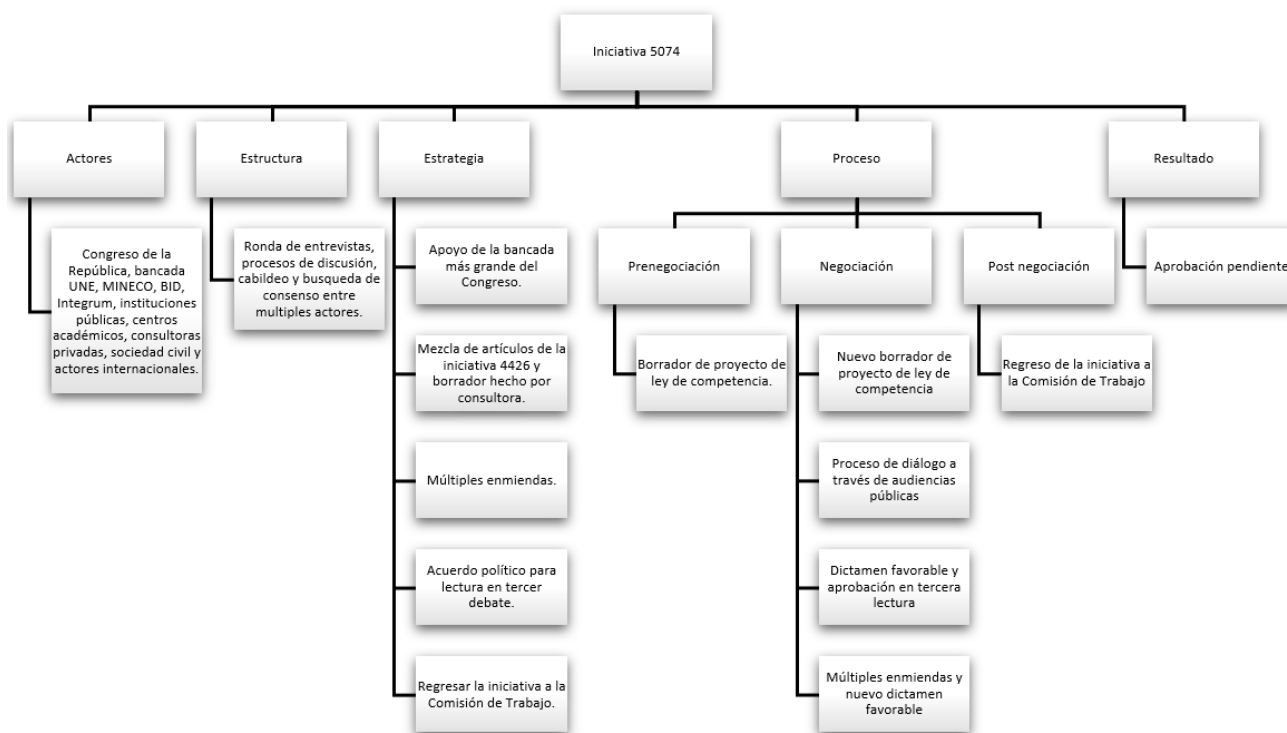 Iniciativa 5074
Actores
Estructura
Estrategia
Proceso
Resultado
Congreso de la
República, bancada
UNE, MINECO, BID,
Integrum, instituciones
públicas, centros
académicos, consultoras
privadas, sociedad civil y
actores internacionales.
Ronda de entrevistas,
procesos de discusión,
cabildeo y busqueda de
consenso entre
multiples actores.
Apoyo de la bancada
más grande del
Congreso.
Mezcla de artículos de la
iniciativa 4426 y
borrador hecho por
consultora.
Múltiples enmiendas.
Acuerdo político para
lectura en tercer
debate.
Regresar la iniciativa a la
Comisión de Trabajo.
Prenegociación
Borrador de proyecto de
ley de competencia.
Negociación
Nuevo borrador de
proyecto de ley de
competencia
Proceso de diálogo a
través de audiencias
públicas
Dictamen favorable y
aprobación en tercera
lectura
Múltiples enmiendas y
nuevo dictamen
favorable
Post negociación
Regreso de la iniciativa a
la Comisión de Trabajo
Aprobación pendiente